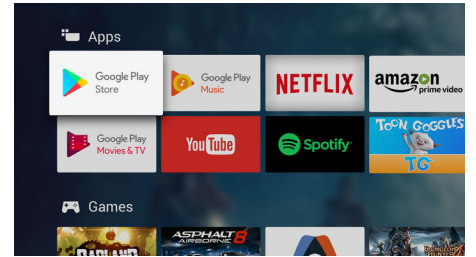 Apps
Google Play
Store
Google Play
Music
NETFLIX
amazon
prime video
Google Play
Movies & TV
YouTube
Spotify
TOON GOGGLES
TG
Games
BADLAND
ASPHALT 8
AIRBORNE